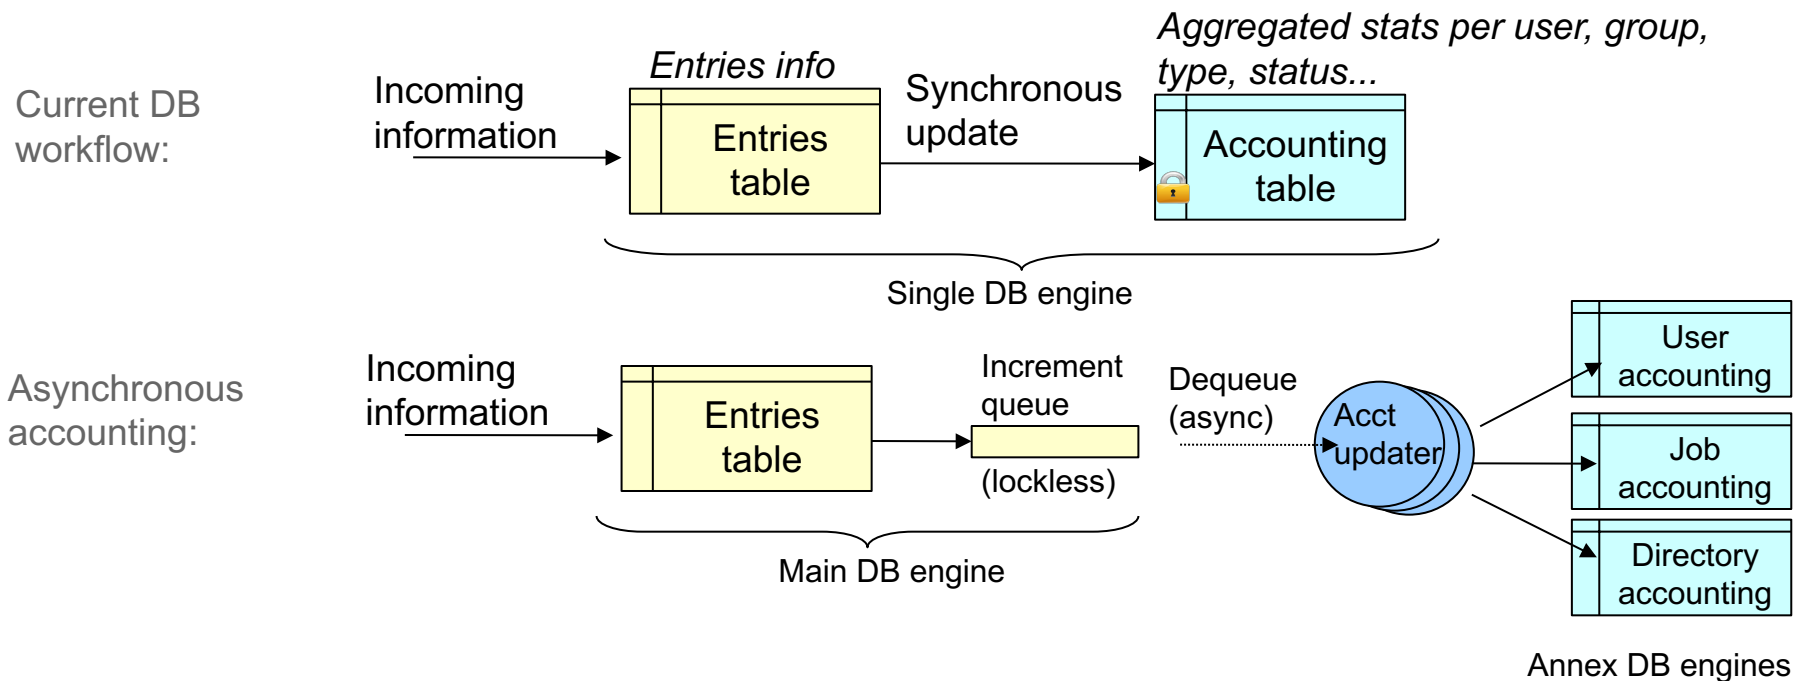 Current DB
workflow:
Incoming
information
Entries info
Entries
table
Synchronous
update
Aggregated stats per user, group,
type, status...
Accounting
table
Single DB engine
Asynchronous
accounting:
Incoming
information
Entries
table
Increment
queue
(lockless)
Main DB engine
Dequeue
(async)
Acct
updater
User
accounting
Job
accounting
Directory
accounting
Annex DB engines